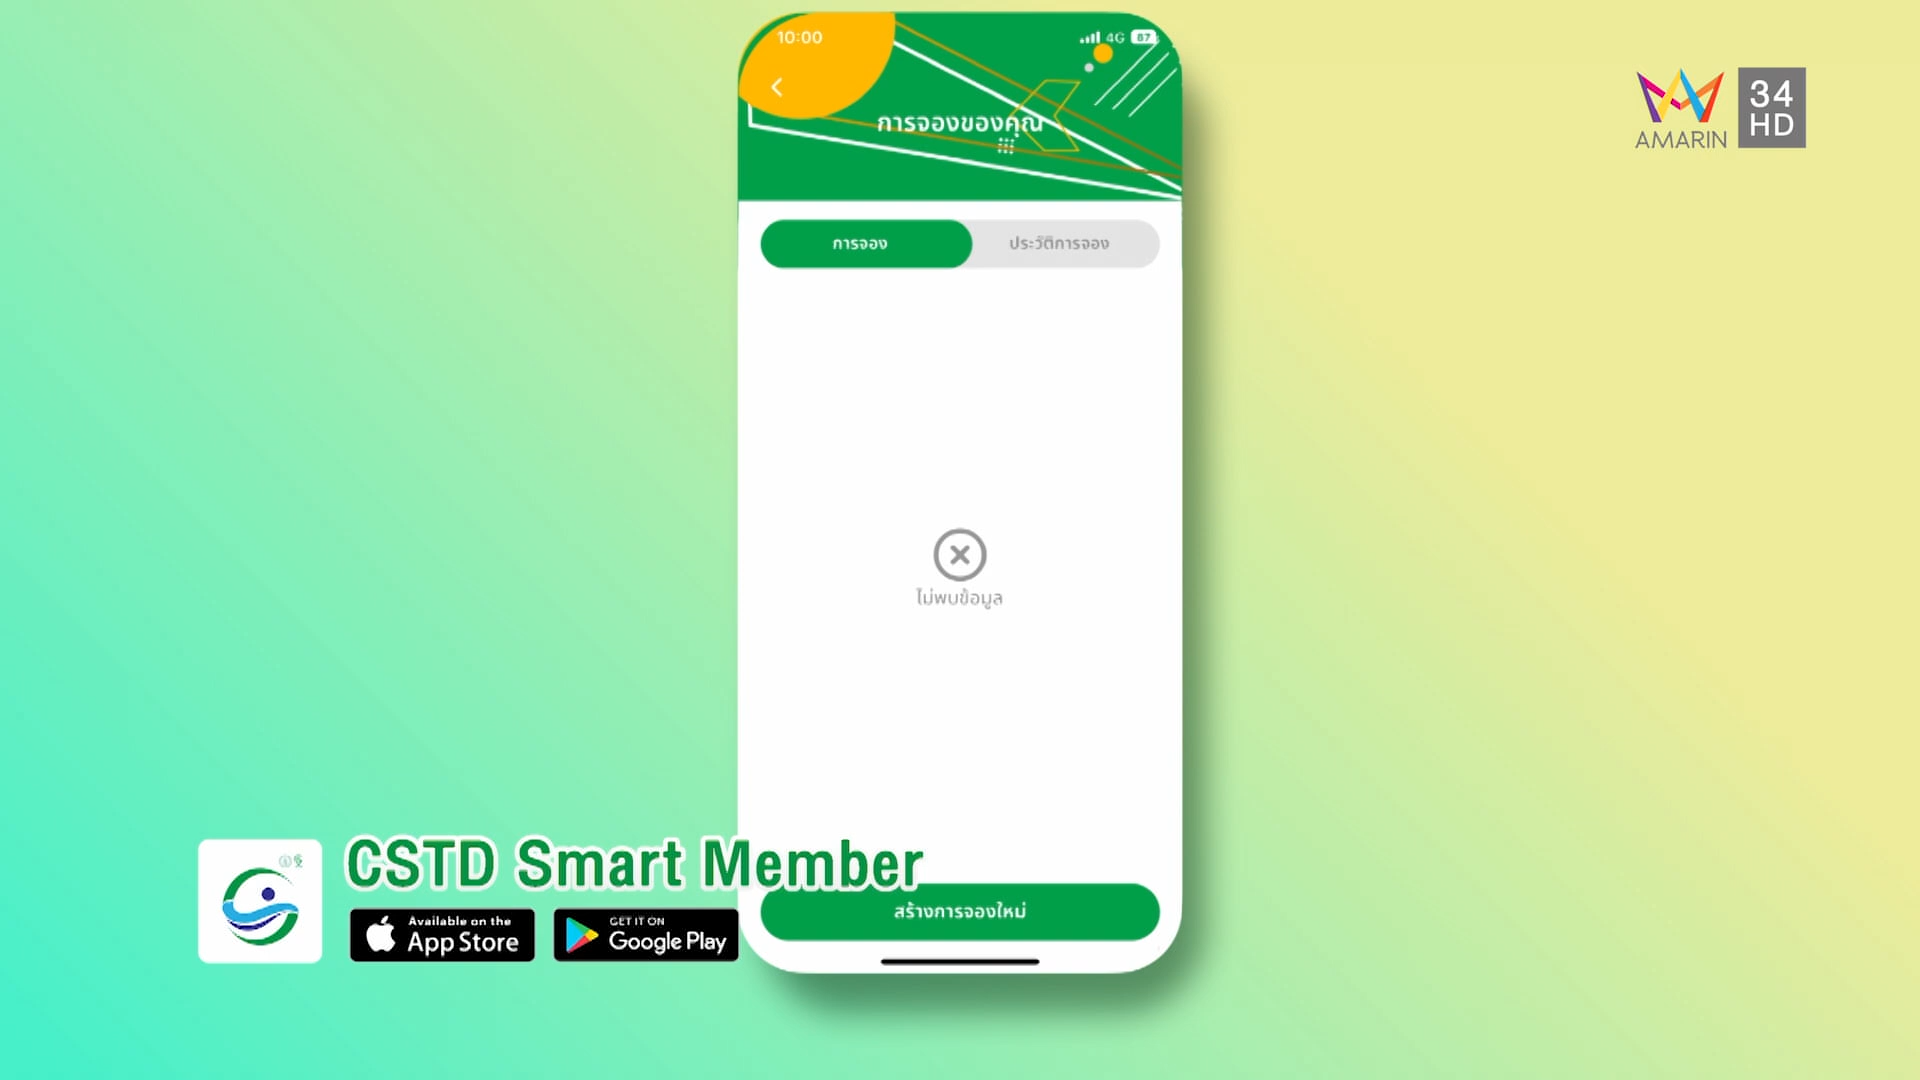 10:00
4G 87
การจองของคุณ
การจอง
ประวัติการจอง
ไม่พบข้อมูล
สร้างการจองใหม่
CSTD Smart Member
Available on the
App Store
GET IT ON
Google Play
AMARIN
34
HD